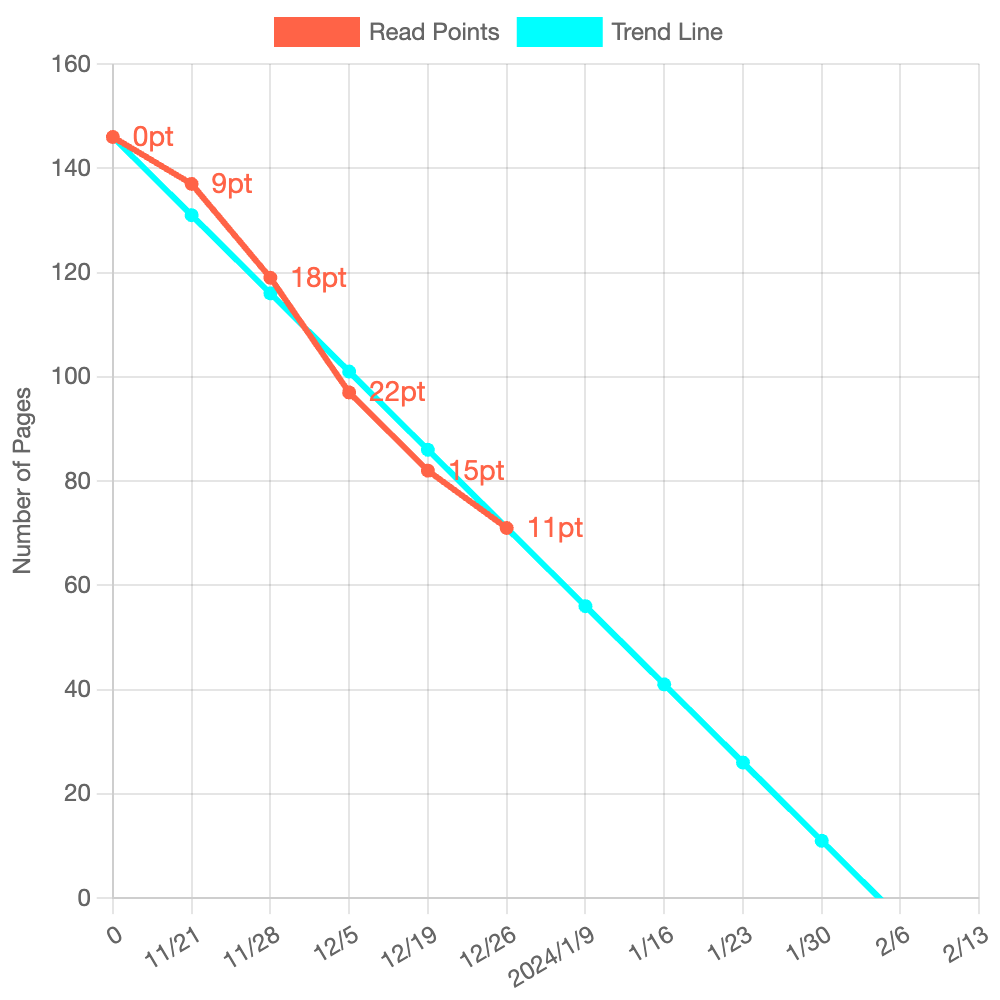 Read Points Trend Line
160
140
120
100
80
60
40
20
0
Number of Pages
0pt
9pt
18pt
22pt
15pt
11pt
0 11/21 11/28 12/5 12/19 12/26 2024/1/9 1/16 1/23 1/30 2/6 2/13